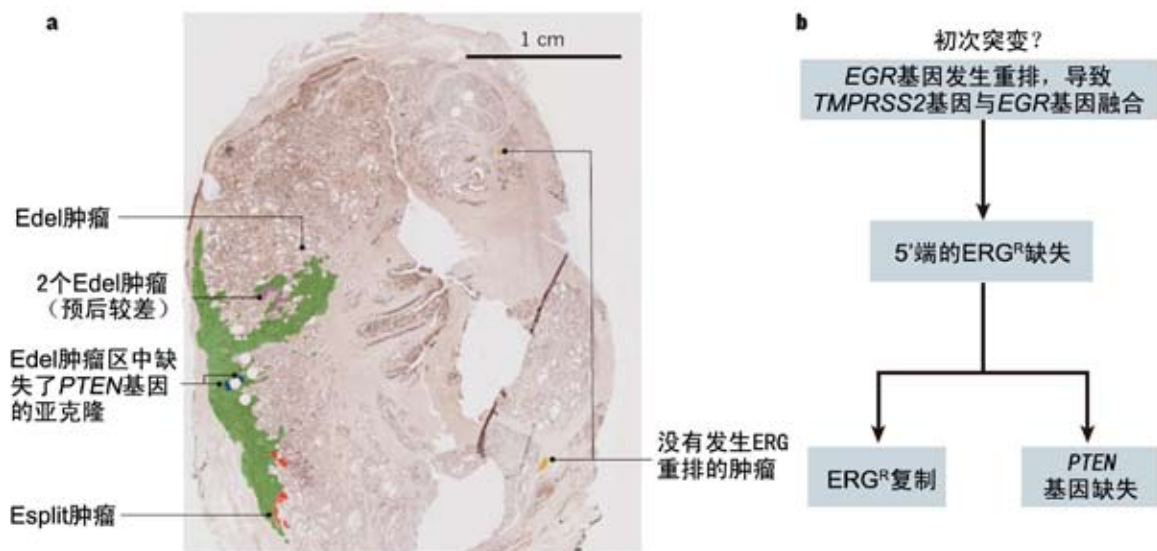 a
1 cm
Edel肿瘤
2个Edel肿瘤
(预后较差)
Edel肿瘤区中缺
失了PTEN基因
的亚克隆
Esplit肿瘤
没有发生ERG
重排的肿瘤
b
初次突变?
EGR基因发生重排,导致
TMPRSS2基因与EGR基因融合
5'端的ERGᴿ缺失
ERGᴿ复制
PTEN
基因缺失